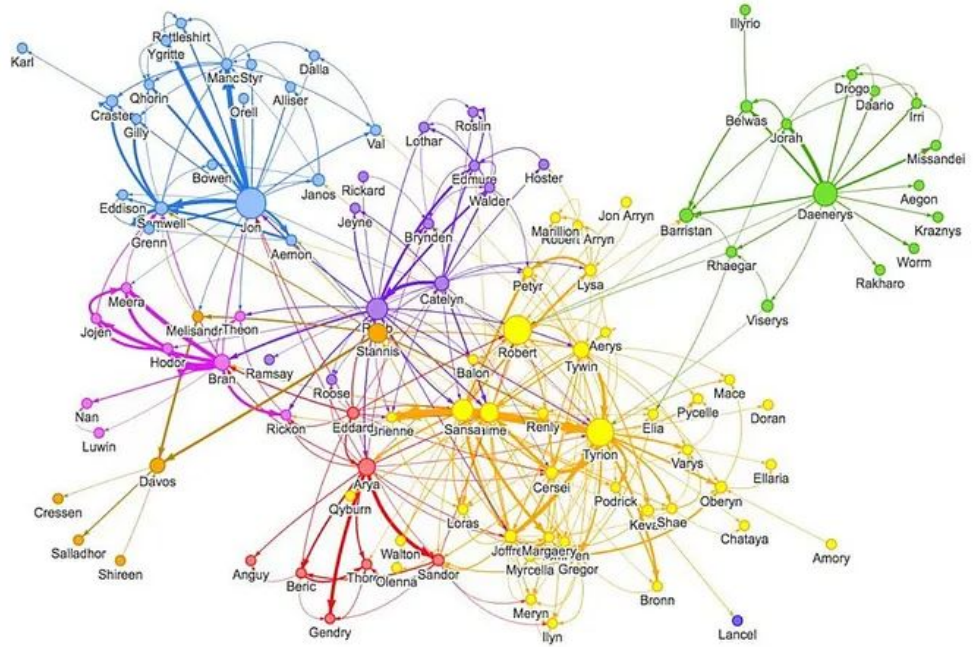 Illyrio
Karl
Rattleshirt
Ygritte
Dalla
Styr
Drogo
Qhorin
Alliser
Daario
Orell
Irri
Craster
Belwas
Gilly
Roslin
Jorah
Lothar
Val
Missandei
Bowen
Edmure
Hoster
Janos
Rickard
Walder
Aegon
Eddison
Samwell
Jon
Jeyne
Jon Arryn
Daenerys
Grenn
Brynden
Marillion
Robert Arryn
Barristan
Kraznys
Aemon
Worm
Rhaegar
Petyr
Lysa
Rakharo
Meera
Catelyn
Viserys
Jojen
Theon
Stannis
Robert
Aerys
Hodor
Tywin
Bran
Ramsay
Balon
Roose
Mace
Nan
Rickon
Eddard
Sansa
Renly
Elia
Pycelle
Doran
Luwin
Tyrion
Varys
Davos
Arya
Cersei
Ellaria
Podrick
Oberyn
Cressen
Qyburn
Loras
Shae
Chataya
Salladhor
Walton
Margaery
Amory
Shireen
Anguy
Beric
Olenna
Sandor
Myrcella
Gregor
Bronn
Gendry
Meryn
Ilyn
Lancel